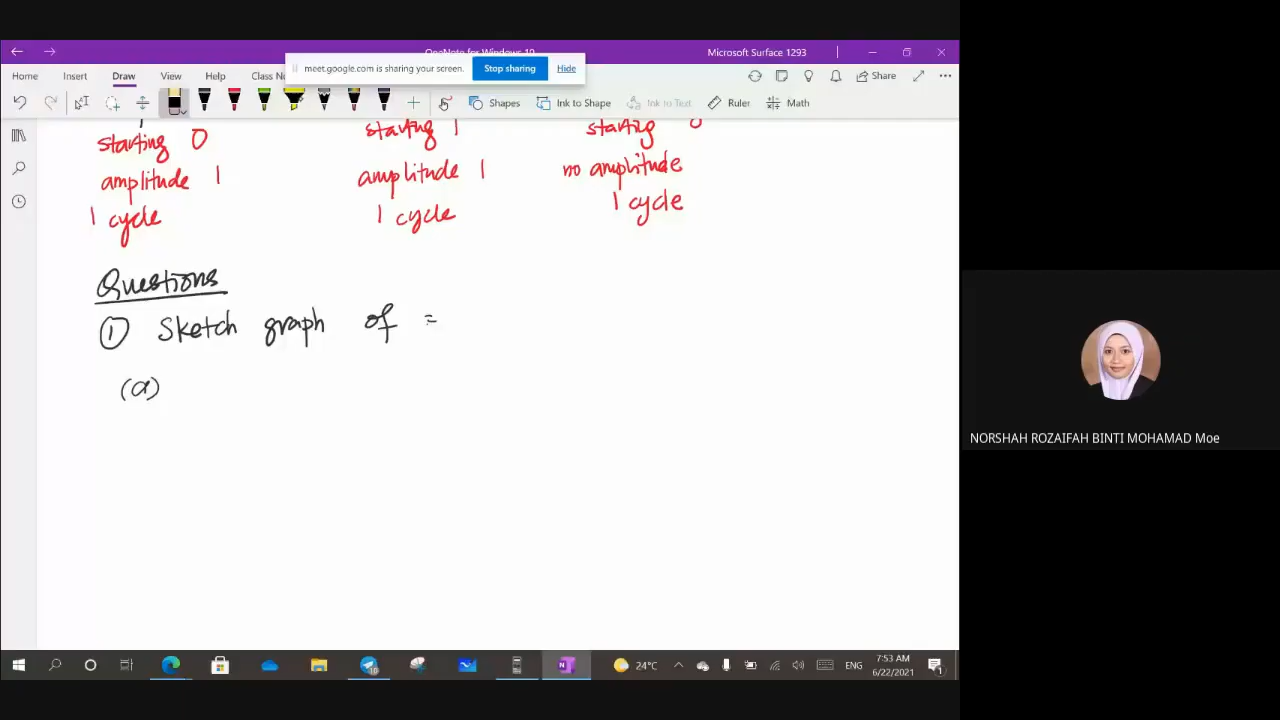 OneNote for Windows 10
Microsoft Surface 1293
meet.google.com is sharing your screen.
Stop sharing
Hide
Home
Insert
Draw
View
Help
Class No
Share
Shapes
Ink to Shape
Ink to Text
Ruler
Math
starting 0
amplitude 1
1 cycle
starting 1
amplitude 1
1 cycle
starting 0
no amplitude
1 cycle
Questions
① Sketch graph of =
(a)
NORSHAH ROZAIFAH BINTI MOHAMAD Moe
24°C
ENG
7:53 AM
6/22/2021